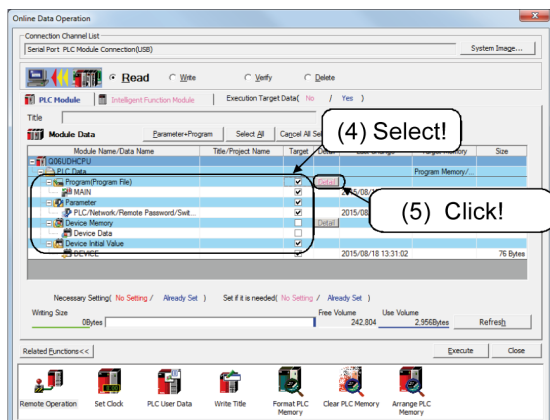 Online Data Operation
Connection Channel List
Serial Port PLC Module Connection(USB)
System Image...
Read
Write
Verify
Delete
PLC Module
Intelligent Function Module
Execution Target Data( No / Yes )
Title
Module Data
Parameter+Program
Select All
Cancel All Sel
(4) Select!
Module Name/Data Name
Title/Project Name
Target
Detail
Last Change
Target Memory
Size
Q06UDHCPU
PLC Data
Program Memory/...
Program(Program File)
Detail
MAIN
2015/08/
Parameter
PLC/Network/Remote Password/Swit...
2015/08
(5) Click!
Device Memory
Detail
Device Data
Device Initial Value
DEVICE
2015/08/18 13:31:02
76 Bytes
Necessary Setting( No Setting / Already Set )
Set if it is needed( No Setting / Already Set )
Writing Size
0Bytes
Free Volume
242,804
Use Volume
2,956Bytes
Refresh
Related Functions<<
Execute
Close
Remote Operation
Set Clock
PLC User Data
Write Title
Format PLC Memory
Clear PLC Memory
Arrange PLC Memory